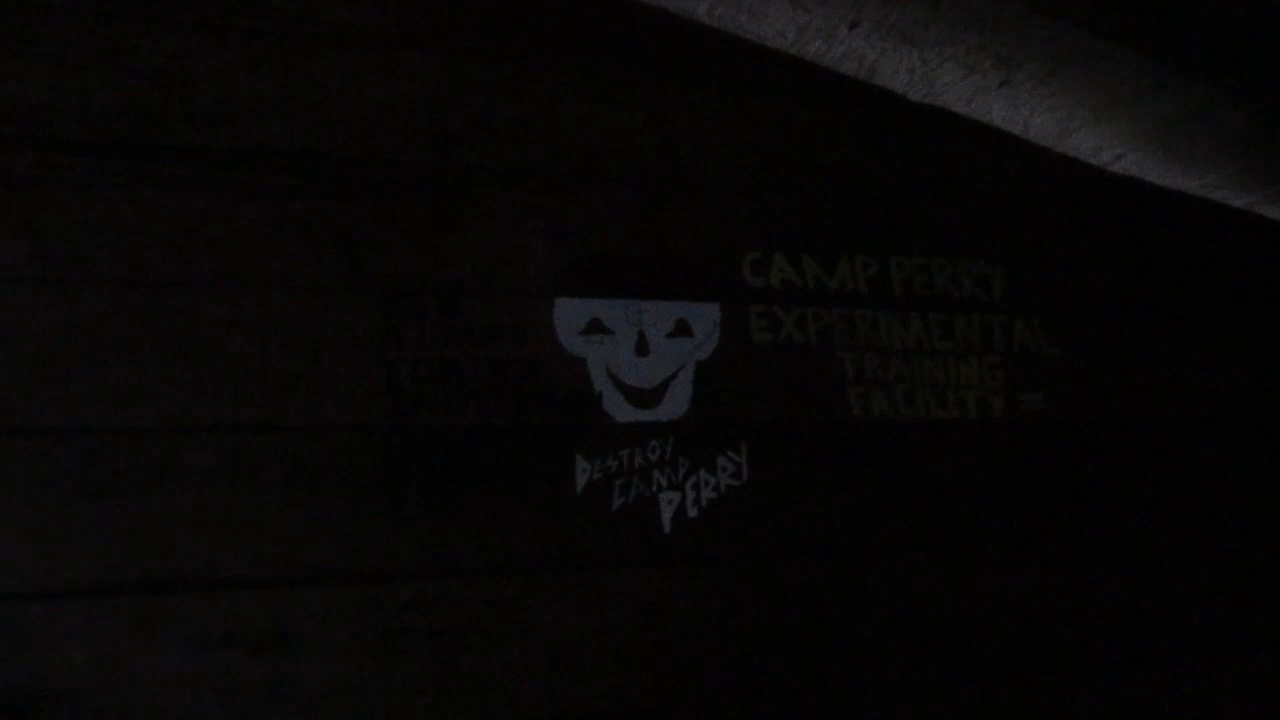 CAMP PERRY
EXPERIMENTAL
TRAINING
FACILITY =
DESTROY
CAMP
PERRY